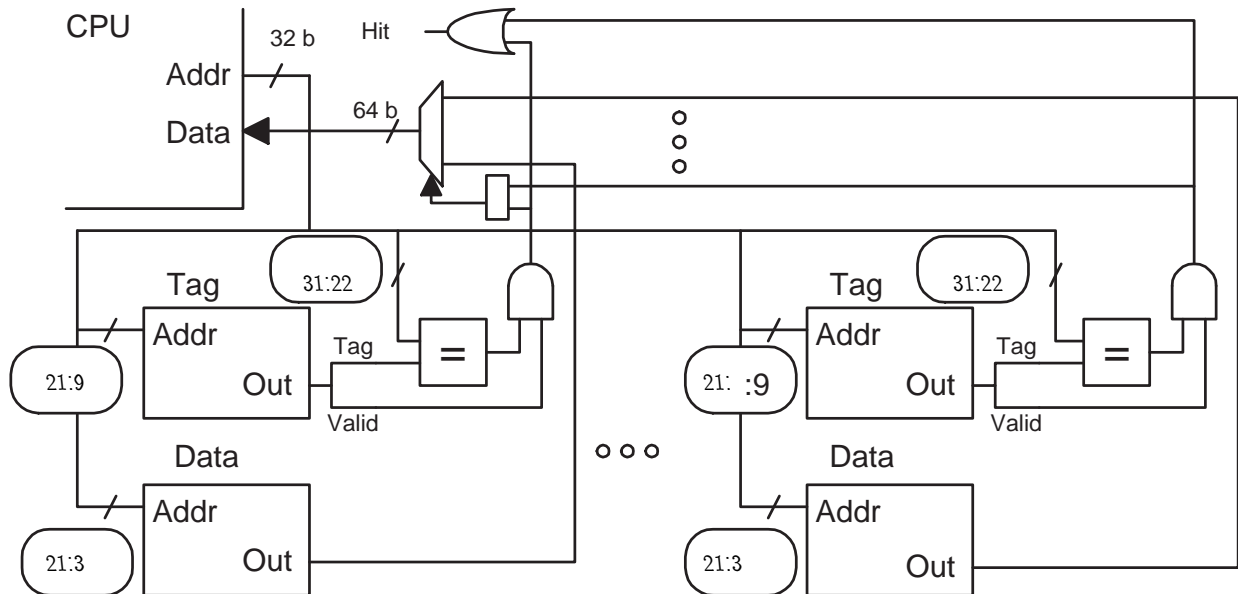 CPU
32 b
Hit
Addr
64 b
Data
31:22
31:22
Tag
Tag
Addr
=
Addr
=
Tag
Tag
21:9
Out
21: :9
Out
Valid
Valid
Data
Data
Addr
Addr
21:3
Out
21:3
Out